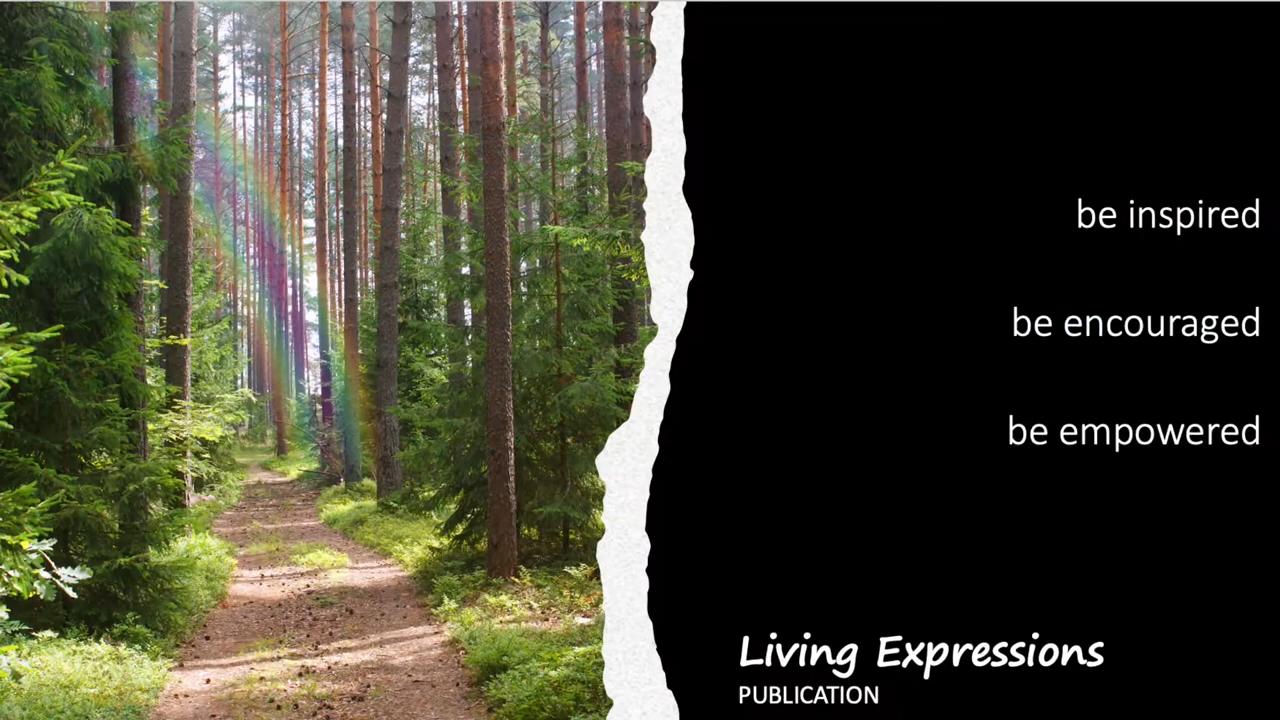 be inspired
be encouraged
be empowered
Living Expressions
PUBLICATION